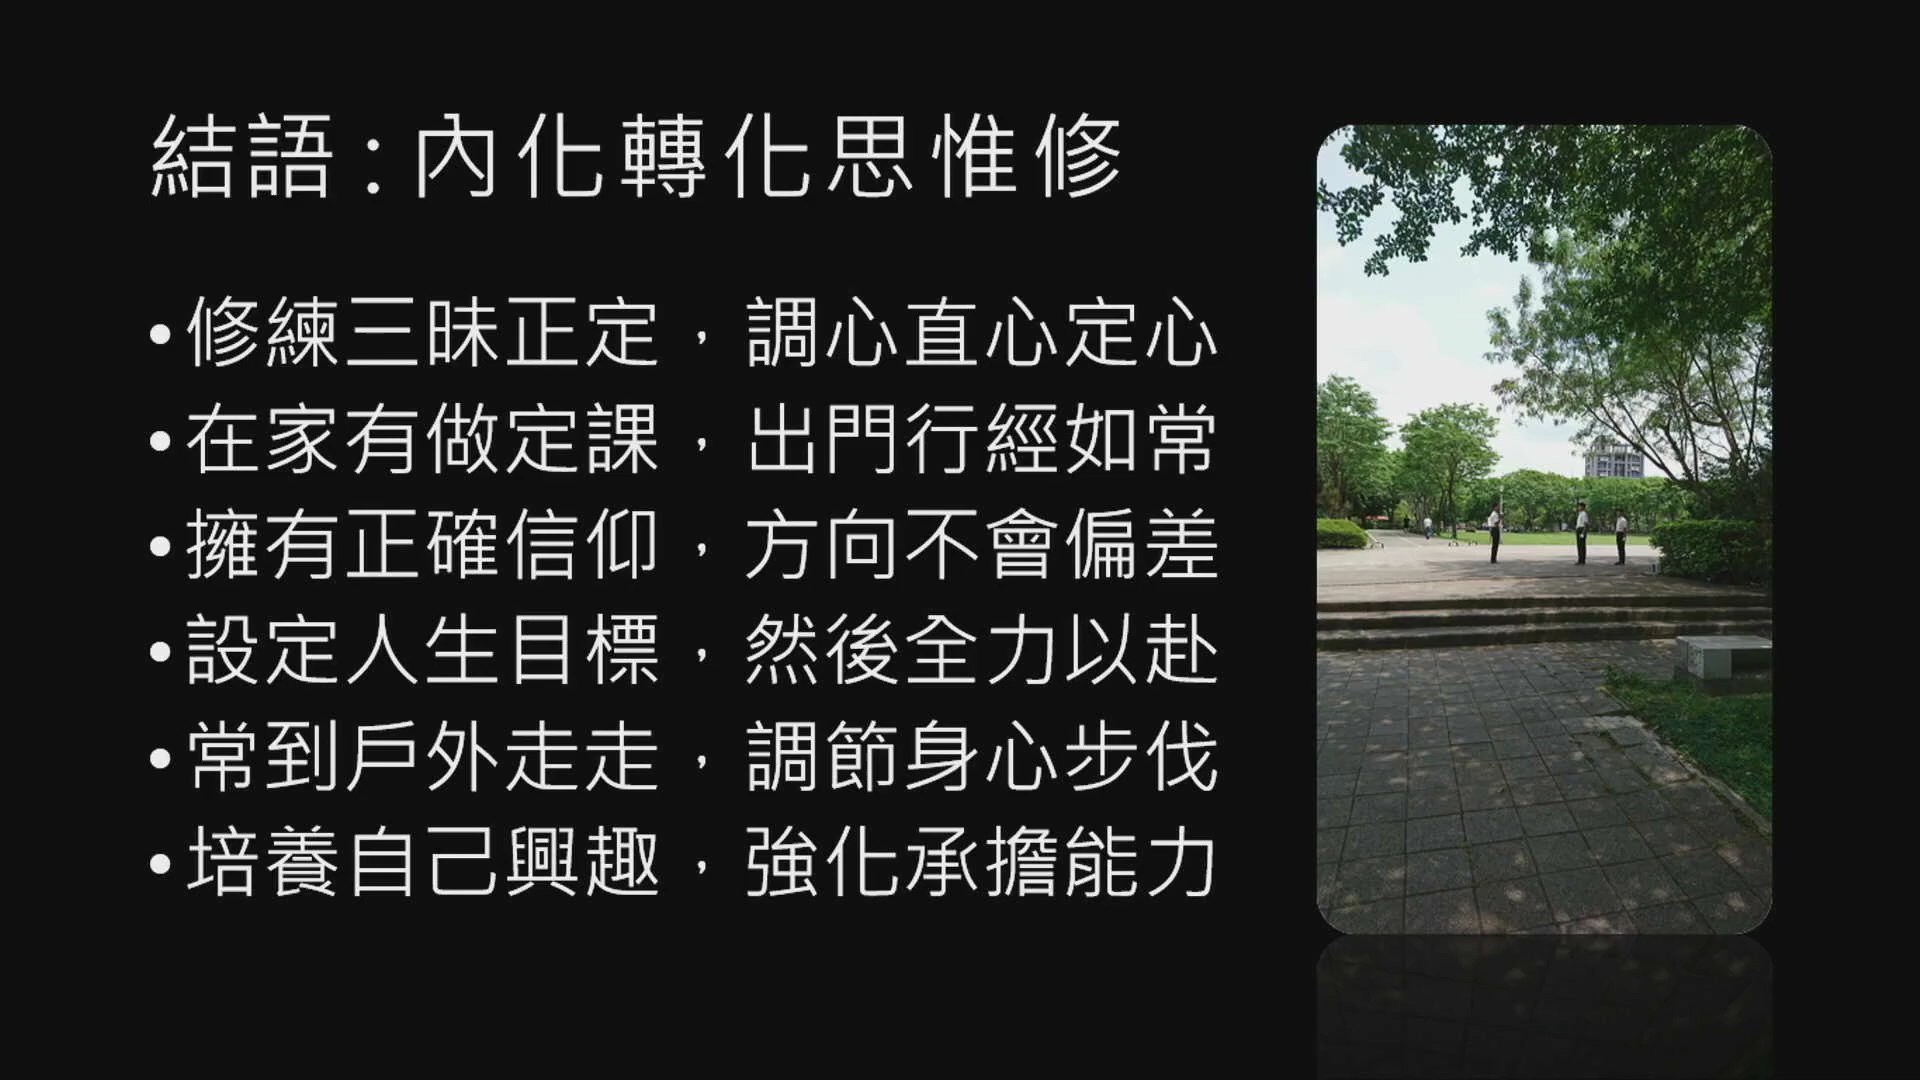 結語:內化轉化思惟修
•修練三昧正定,調心直心定心
•在家有做定課,出門行經如常
•擁有正確信仰,方向不會偏差
•設定人生目標,然後全力以赴
•常到戶外走走,調節身心步伐
•培養自己興趣,強化承擔能力